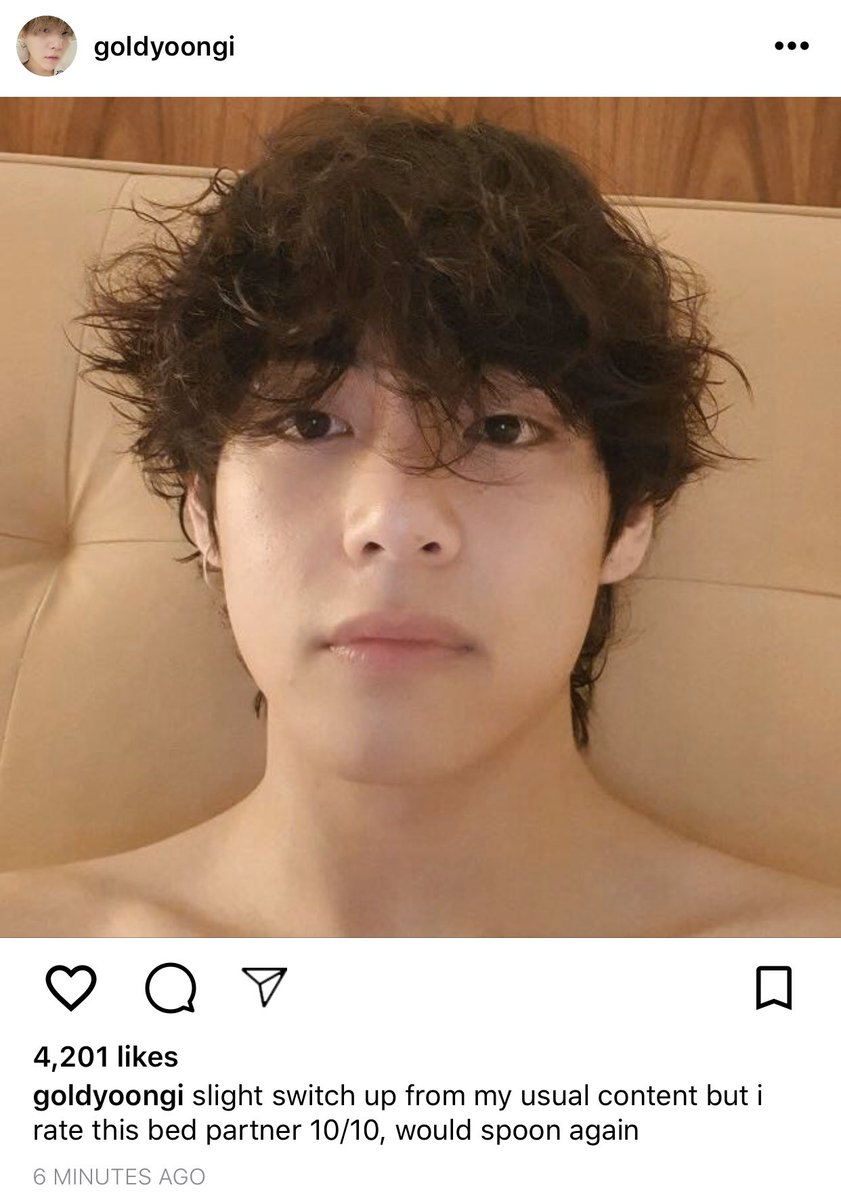 goldyoongi
4,201 likes
goldyoongi slight switch up from my usual content but i
rate this bed partner 10/10, would spoon again
6 MINUTES AGO